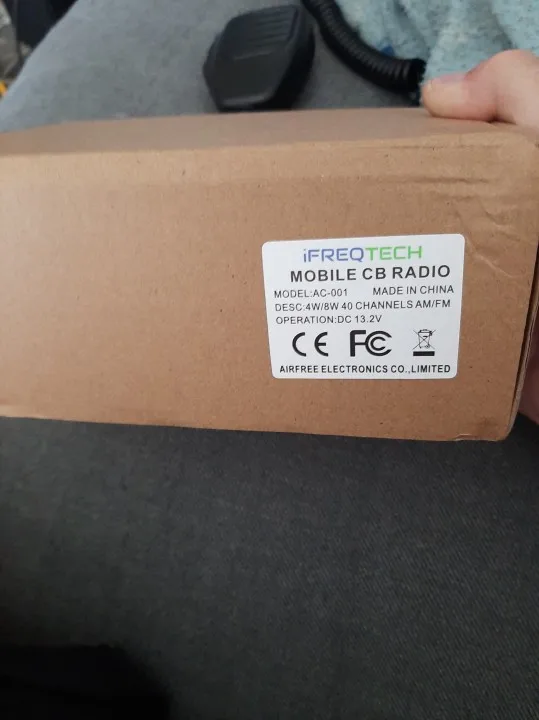 iFREQTECH
MOBILE CB RADIO
MODEL:AC-001 MADE IN CHINA
DESC:4W/8W 40 CHANNELS AM/FM
OPERATION:DC 13.2V
CE FC
AIRFREE ELECTRONICS CO.,LIMITED